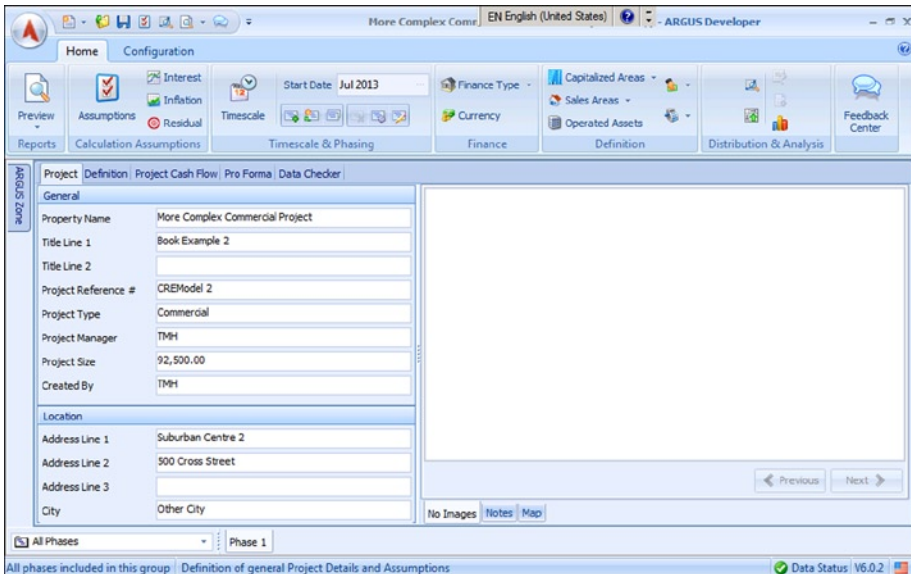 More Complex Comr
EN English (United States)
- ARGUS Developer
Home Configuration
Preview
Reports
Assumptions
Interest
Inflation
Residual
Calculation Assumptions
Timescale
Start Date Jul 2013
Timescale & Phasing
Finance Type
Currency
Finance
Capitalized Areas
Sales Areas
Operated Assets
Definition
Distribution & Analysis
Feedback Center
ARGUS Zone
Project Definition Project Cash Flow Pro Forma Data Checker
General
Property Name More Complex Commercial Project
Title Line 1 Book Example 2
Title Line 2
Project Reference # CREModel 2
Project Type Commercial
Project Manager TMH
Project Size 92,500.00
Created By TMH
Location
Address Line 1 Suburban Centre 2
Address Line 2 500 Cross Street
Address Line 3
City Other City
Previous Next
No Images Notes Map
All Phases Phase 1
All phases included in this group Definition of general Project Details and Assumptions Data Status V6.0.2